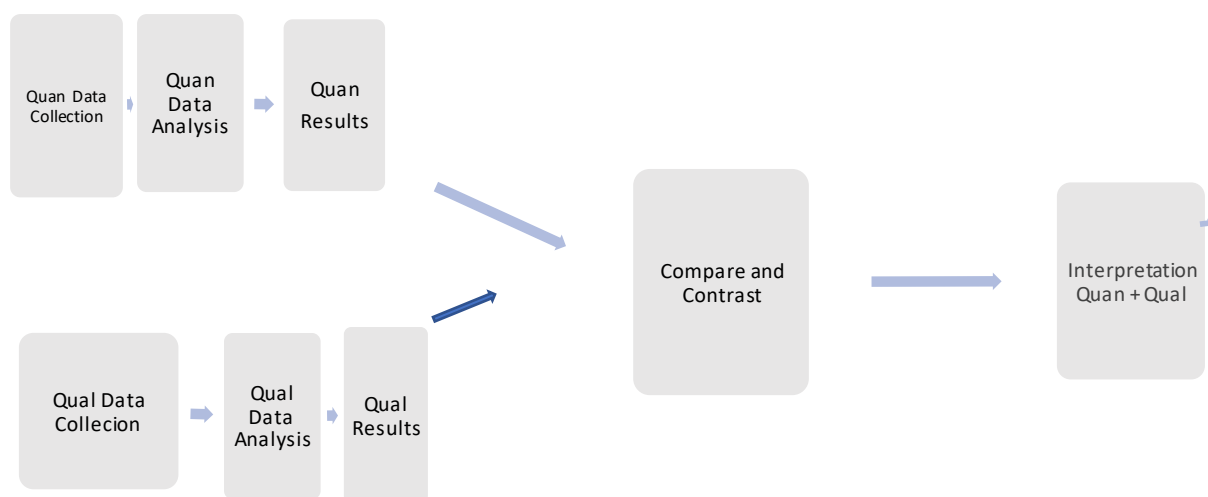 Quan Data
Collection
Quan
Data
Analysis
Quan
Results
Qual Data
Collecion
Qual
Data
Analysis
Qual
Results
Compare and
Contrast
Interpretation
Quan + Qual